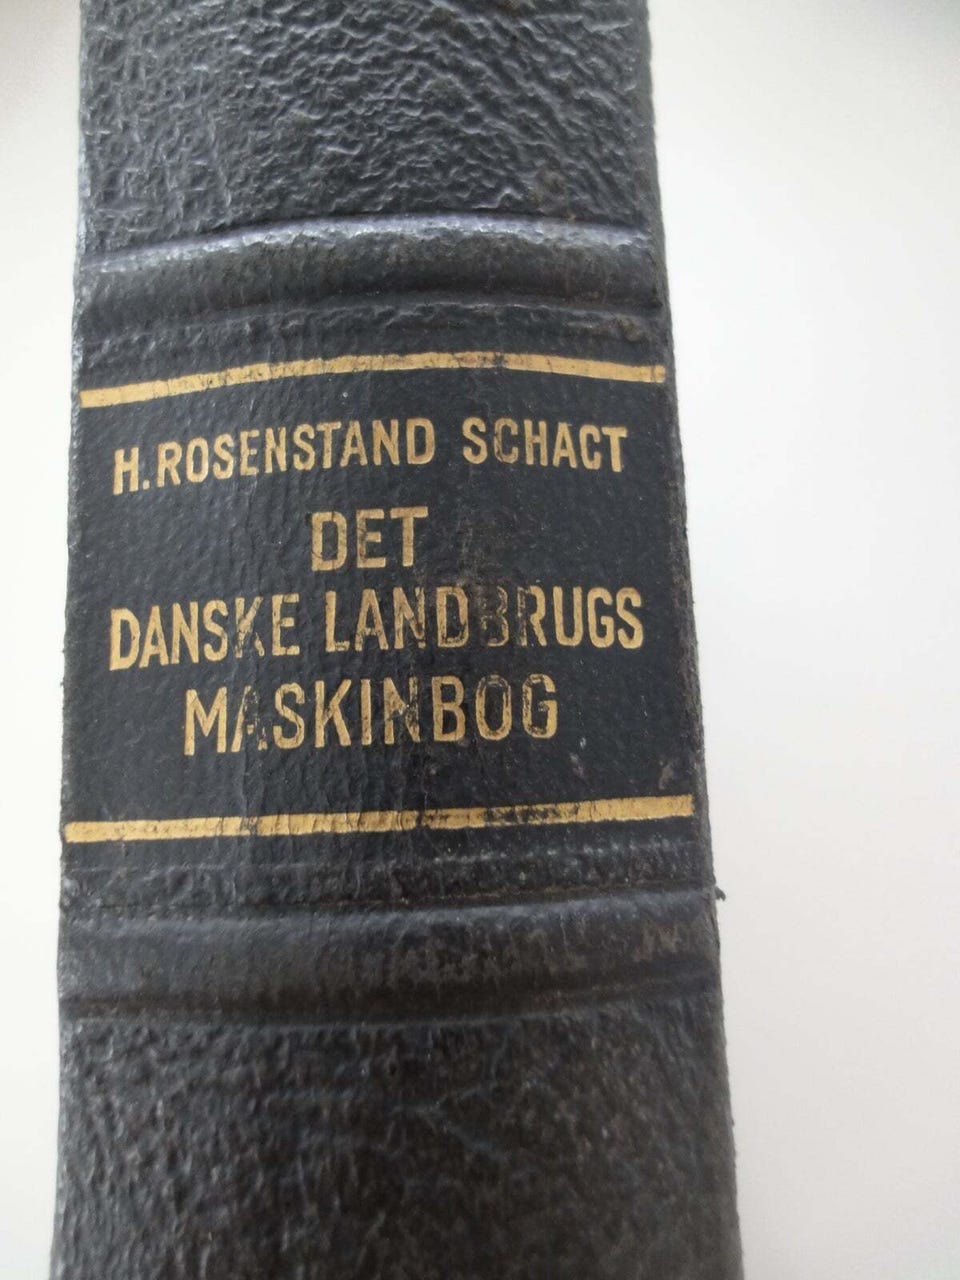 H. ROSENSTAND SCHACT
DET
DANSKE LANDBRUGS
MASKINBOG